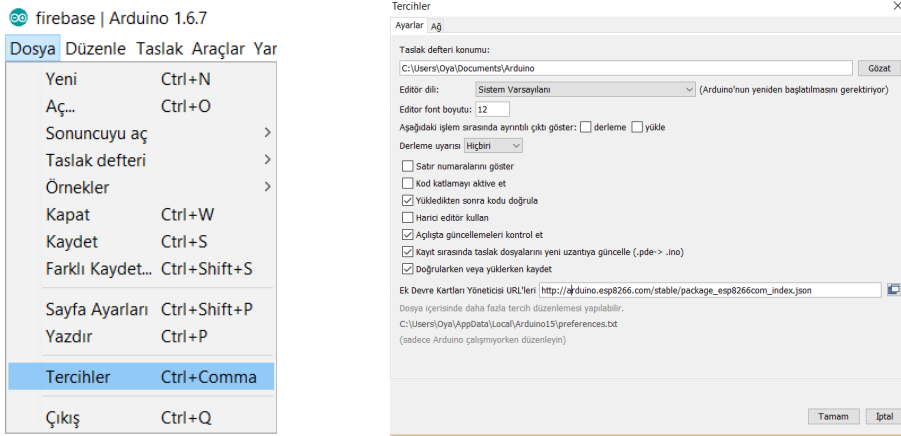 firebase | Arduino 1.6.7
Dosya Düzenle Taslak Araçlar Yar
Yeni Ctrl+N
Aç... Ctrl+O
Sonuncuyu aç
Taslak defteri
Örnekler
Kapat Ctrl+W
Kaydet Ctrl+S
Farklı Kaydet... Ctrl+Shift+S
Sayfa Ayarları Ctrl+Shift+P
Yazdır Ctrl+P
Tercihler Ctrl+Comma
Çıkış Ctrl+Q
Tercihler
Ayarlar Ağ
Taslak defteri konumu:
C:\Users\Oya\Documents\Arduino Gözat
Editör dili: Sistem Varsayılanı (Arduino'nun yeniden başlatılmasını gerektiriyor)
Editor font boyutu: 12
Aşağıdaki işlem sırasında ayrıntılı çıktı göster: derleme yükle
Derleme uyarısı Hiçbiri
Satır numaralarını göster
Kod katlamayı aktive et
Yükledikten sonra kodu doğrula
Harici editör kullan
Açılışta güncellemeleri kontrol et
Kayıt sırasında taslak dosyalarını yeni uzantıya güncelle (.pde-> .ino)
Doğrularken veya yüklerken kaydet
Ek Devre Kartları Yöneticisi URL'leri http://arduino.esp8266.com/stable/package_esp8266com_index.json
Dosya içerisinde daha fazla tercih düzenlemesi yapılabilir.
C:\Users\Oya\AppData\Local\Arduino15\preferences.txt
(sadece Arduino çalışmıyorken düzenleyin)
Tamam İptal